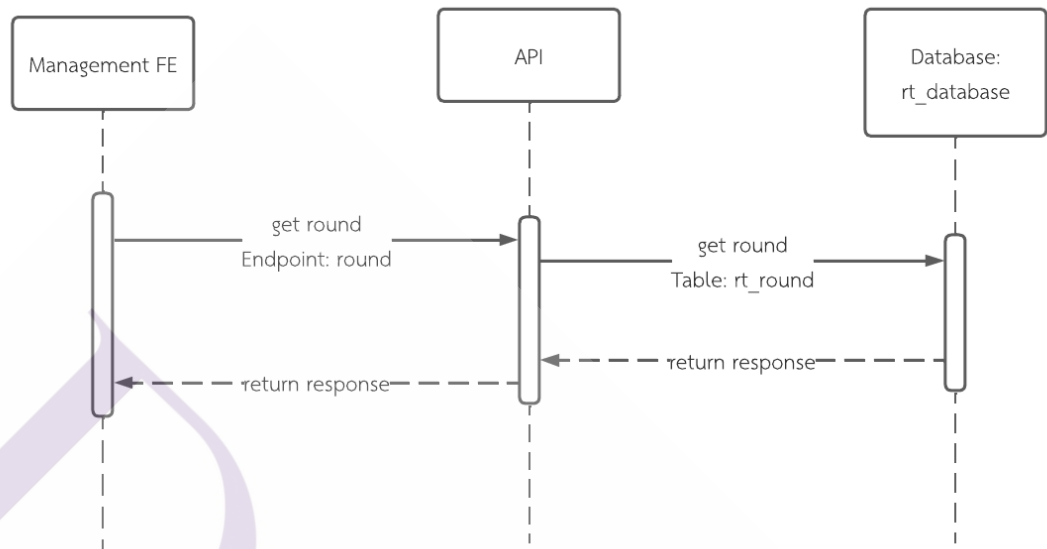 Management FE
API
Database:
rt_database
get round
Endpoint: round
get round
Table: rt_round
return response
return response